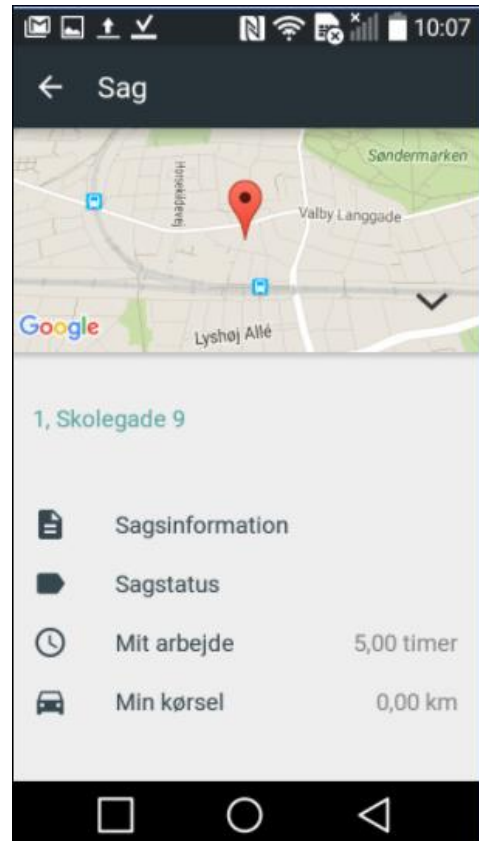 10:07
Sag
Søndermarken
Horsekildevej
Valby Langgade
Google
Lyshøj Allé
1, Skolegade 9
Sagsinformation
Sagstatus
Mit arbejde 5,00 timer
Min kørsel 0,00 km